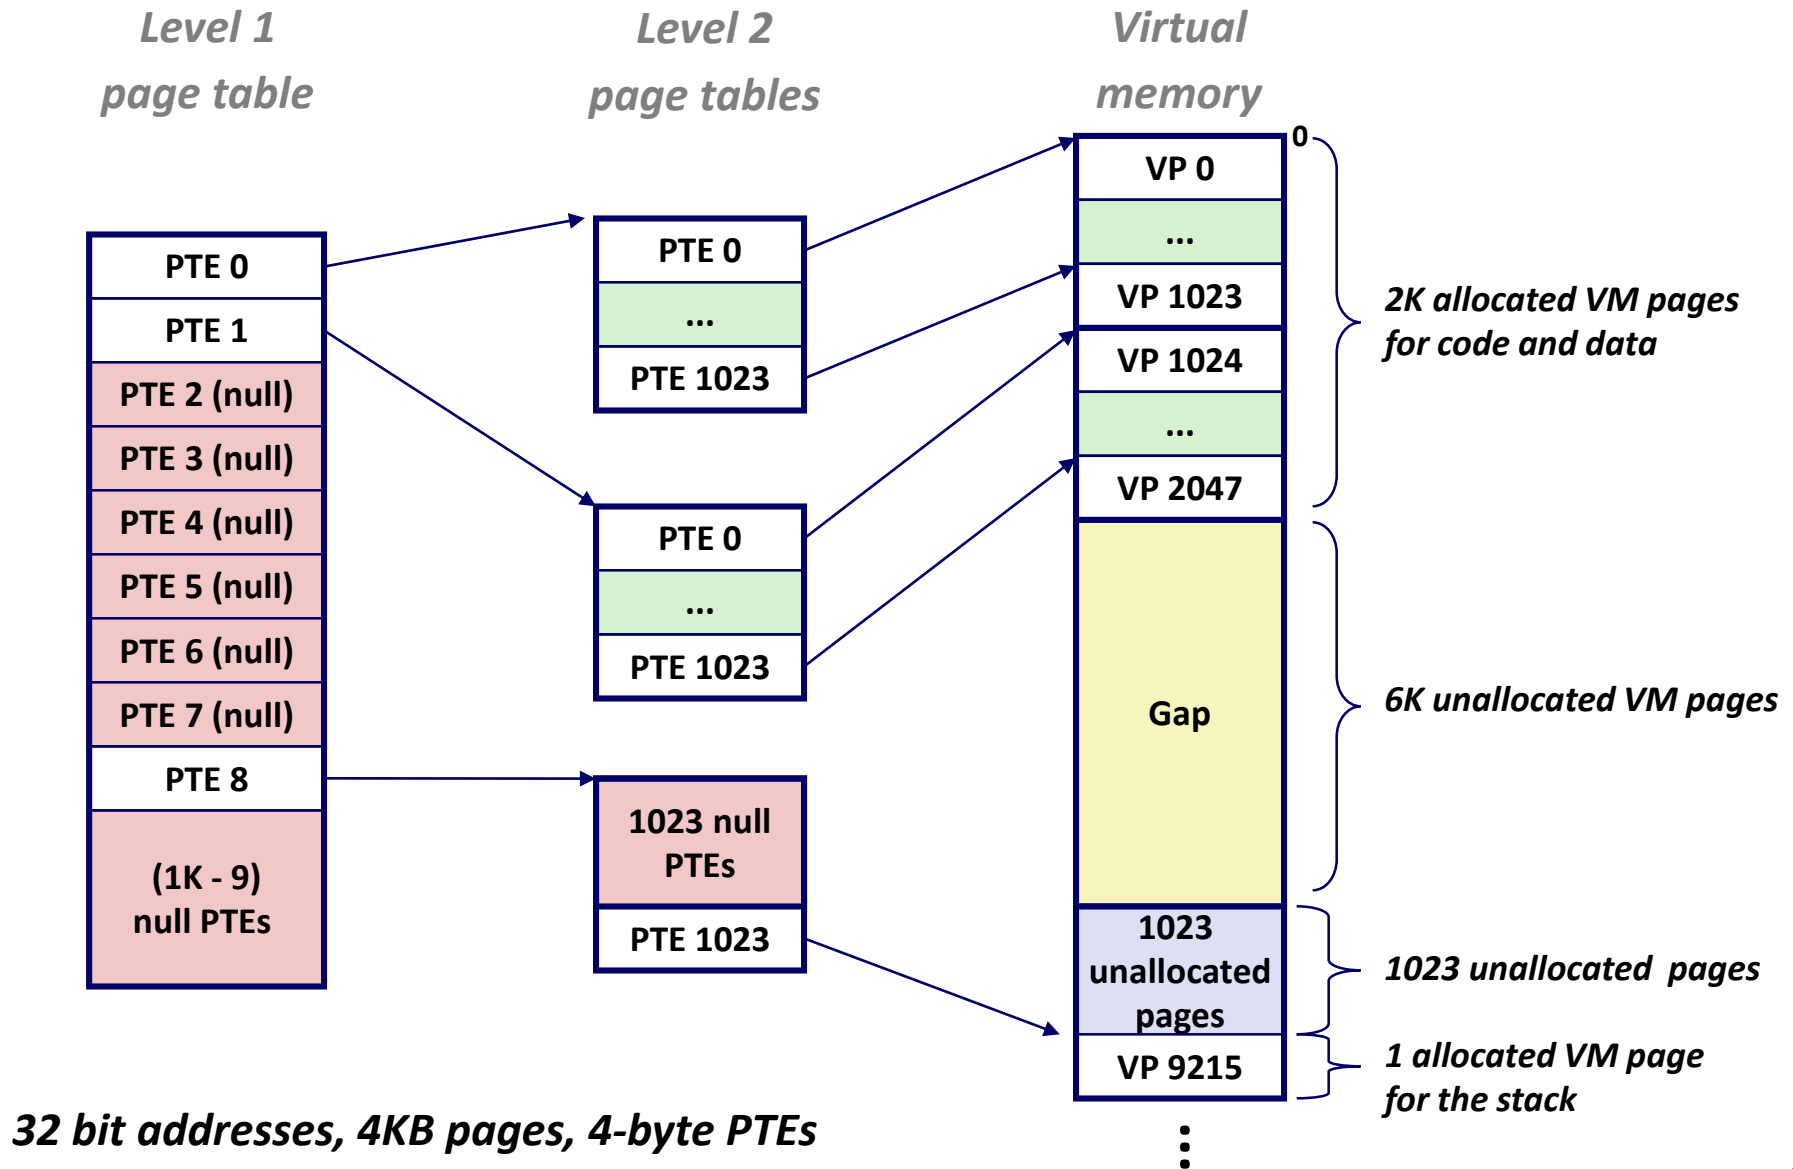 Level 1
page table
PTE 0
PTE 1
PTE 2 (null)
PTE 3 (null)
PTE 4 (null)
PTE 5 (null)
PTE 6 (null)
PTE 7 (null)
PTE 8
(1K - 9)
null PTEs
Level 2
page tables
PTE 0
...
PTE 1023
PTE 0
...
PTE 1023
1023 null
PTEs
PTE 1023
Virtual
memory
0
VP 0
...
VP 1023
VP 1024
...
VP 2047
Gap
1023
unallocated
pages
VP 9215
2K allocated VM pages
for code and data
6K unallocated VM pages
1023 unallocated  pages
1 allocated VM page
for the stack
32 bit addresses, 4KB pages, 4-byte PTEs